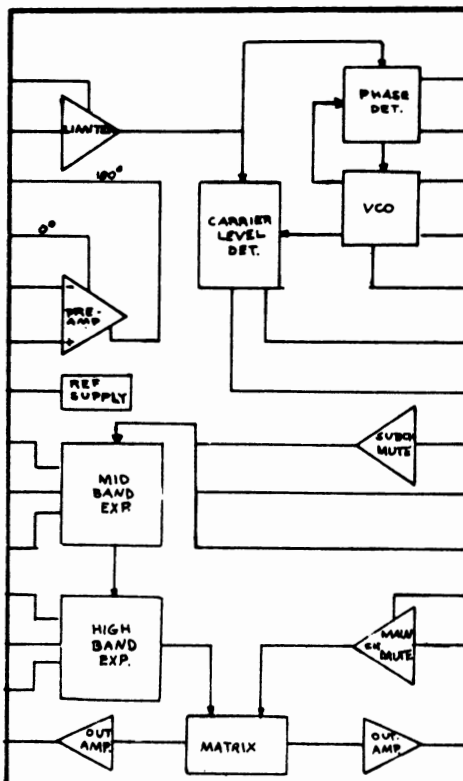 PHASE
DET.
LIMITER
180°
VCO
CARRIER
LEVEL
DET.
0°
-
PRE-
AMP
+
REF
SUPPLY
SUBCH
MUTE
MID
BAND
EXP.
HIGH
BAND
EXP.
MAIN
CH
MUTE
OUT
AMP.
MATRIX
OUT.
AMP.